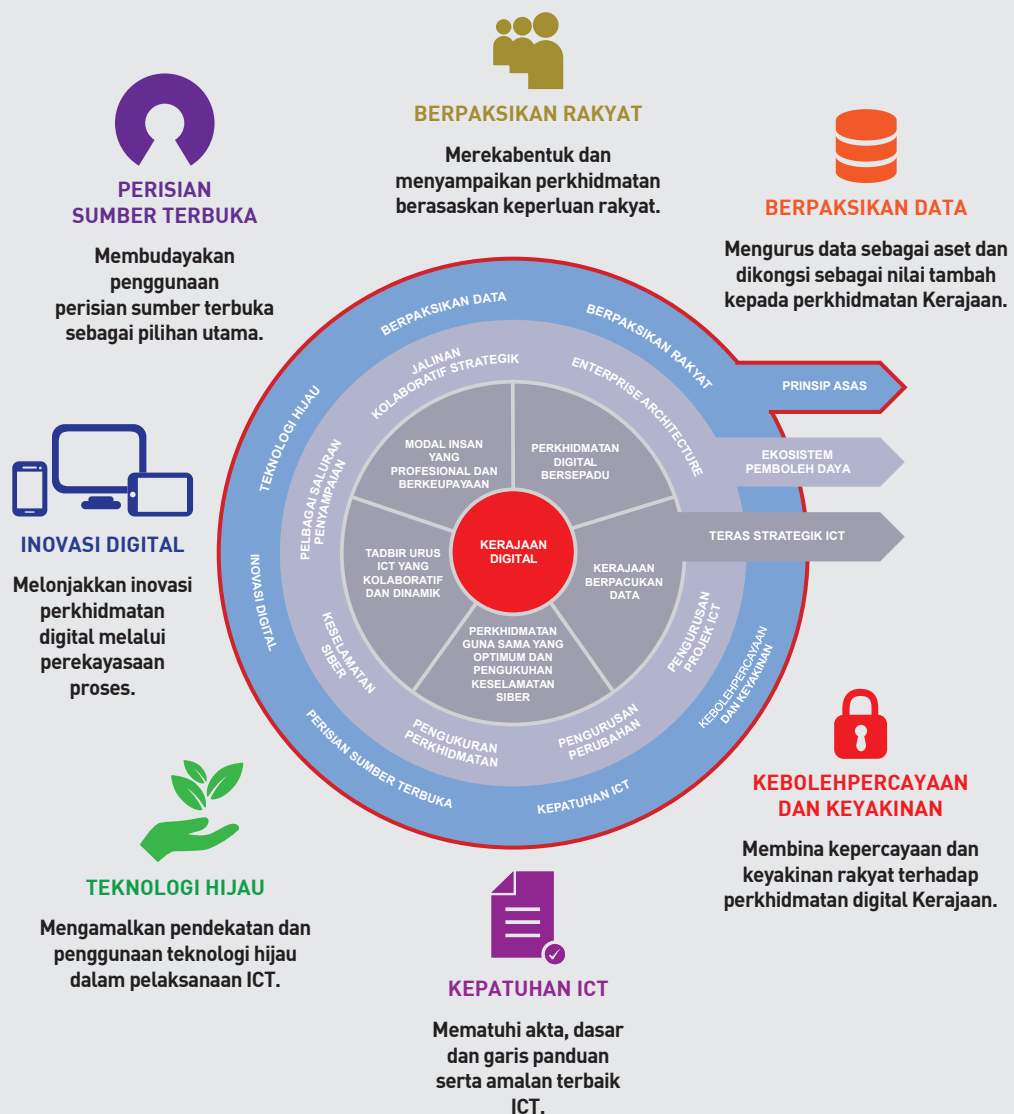 BERPAKSIKAN RAKYAT
Merekabentuk dan
menyampaikan perkhidmatan
berasaskan keperluan rakyat.
PERISIAN
SUMBER TERBUKA
Membudayakan
penggunaan
perisian sumber terbuka
sebagai pilihan utama.
BERPAKSIKAN DATA
Mengurus data sebagai aset dan
dikongsi sebagai nilai tambah
kepada perkhidmatan Kerajaan.
INOVASI DIGITAL
Melonjakkan inovasi
perkhidmatan
digital melalui
perekayasaan
proses.
BERPAKSIKAN DATA
BERPAKSIKAN RAKYAT
TEKNOLOGI HIJAU
INOVASI DIGITAL
PERISIAN SUMBER TERBUKA
KEPATUHAN ICT
KEBOLEHPERCAYAAN
DAN KEYAKINAN
PRINSIP ASAS
JALINAN
KOLABORATIF STRATEGIK
ENTERPRISE ARCHITECTURE
PELBAGAI SALURAN
PENYAMPAIAN
KESELAMATAN
SIBER
PENGUKURAN
PERKHIDMATAN
PENGURUSAN
PERUBAHAN
PENGURUSAN
PROJEK ICT
EKOSISTEM
PEMBOLEH DAYA
MODAL INSAN
YANG
PROFESIONAL DAN
BERKEUPAYAAN
PERKHIDMATAN
DIGITAL
BERSEPADU
TADBIR URUS
ICT YANG
KOLABORATIF
DAN DINAMIK
KERAJAAN
DIGITAL
KERAJAAN
BERPACUKAN
DATA
PERKHIDMATAN
GUNA SAMA YANG
OPTIMUM DAN
PENGUKUHAN
KESELAMATAN
SIBER
TERAS STRATEGIK ICT
TEKNOLOGI HIJAU
Mengamalkan pendekatan dan
penggunaan teknologi hijau
dalam pelaksanaan ICT.
KEPATUHAN ICT
Mematuhi akta, dasar
dan garis panduan
serta amalan terbaik
ICT.
KEBOLEHPERCAYAAN
DAN KEYAKINAN
Membina kepercayaan dan
keyakinan rakyat terhadap
perkhidmatan digital Kerajaan.